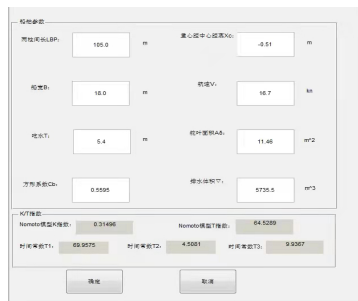 船舶参数
两柱间长LBP： 105.0 m 重心距中心距离Xc： -0.51 m
船宽B： 18.0 m 航速V： 16.7 kn
吃水T： 5.4 m 舵叶面积Aδ： 11.46 m^2
方形系数Cb： 0.5595 排水体积▽： 5735.5 m^3
K/T指数
Nomoto模型K指数： 0.31496 Nomoto模型T指数： 64.5289
时间常数T1： 69.9575 时间常数T2： 4.5081 时间常数T3： 9.9367
确定 取消